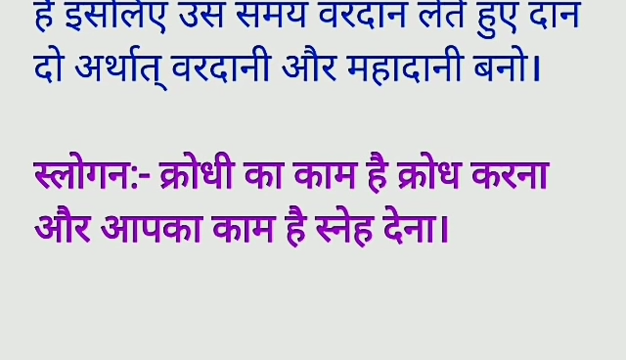 हैं इसलिए उस समय वरदान लेते हुए दान
दो अर्थात् वरदानी और महादानी बनो।
स्लोगन:- क्रोधी का काम है क्रोध करना
और आपका काम है स्नेह देना।